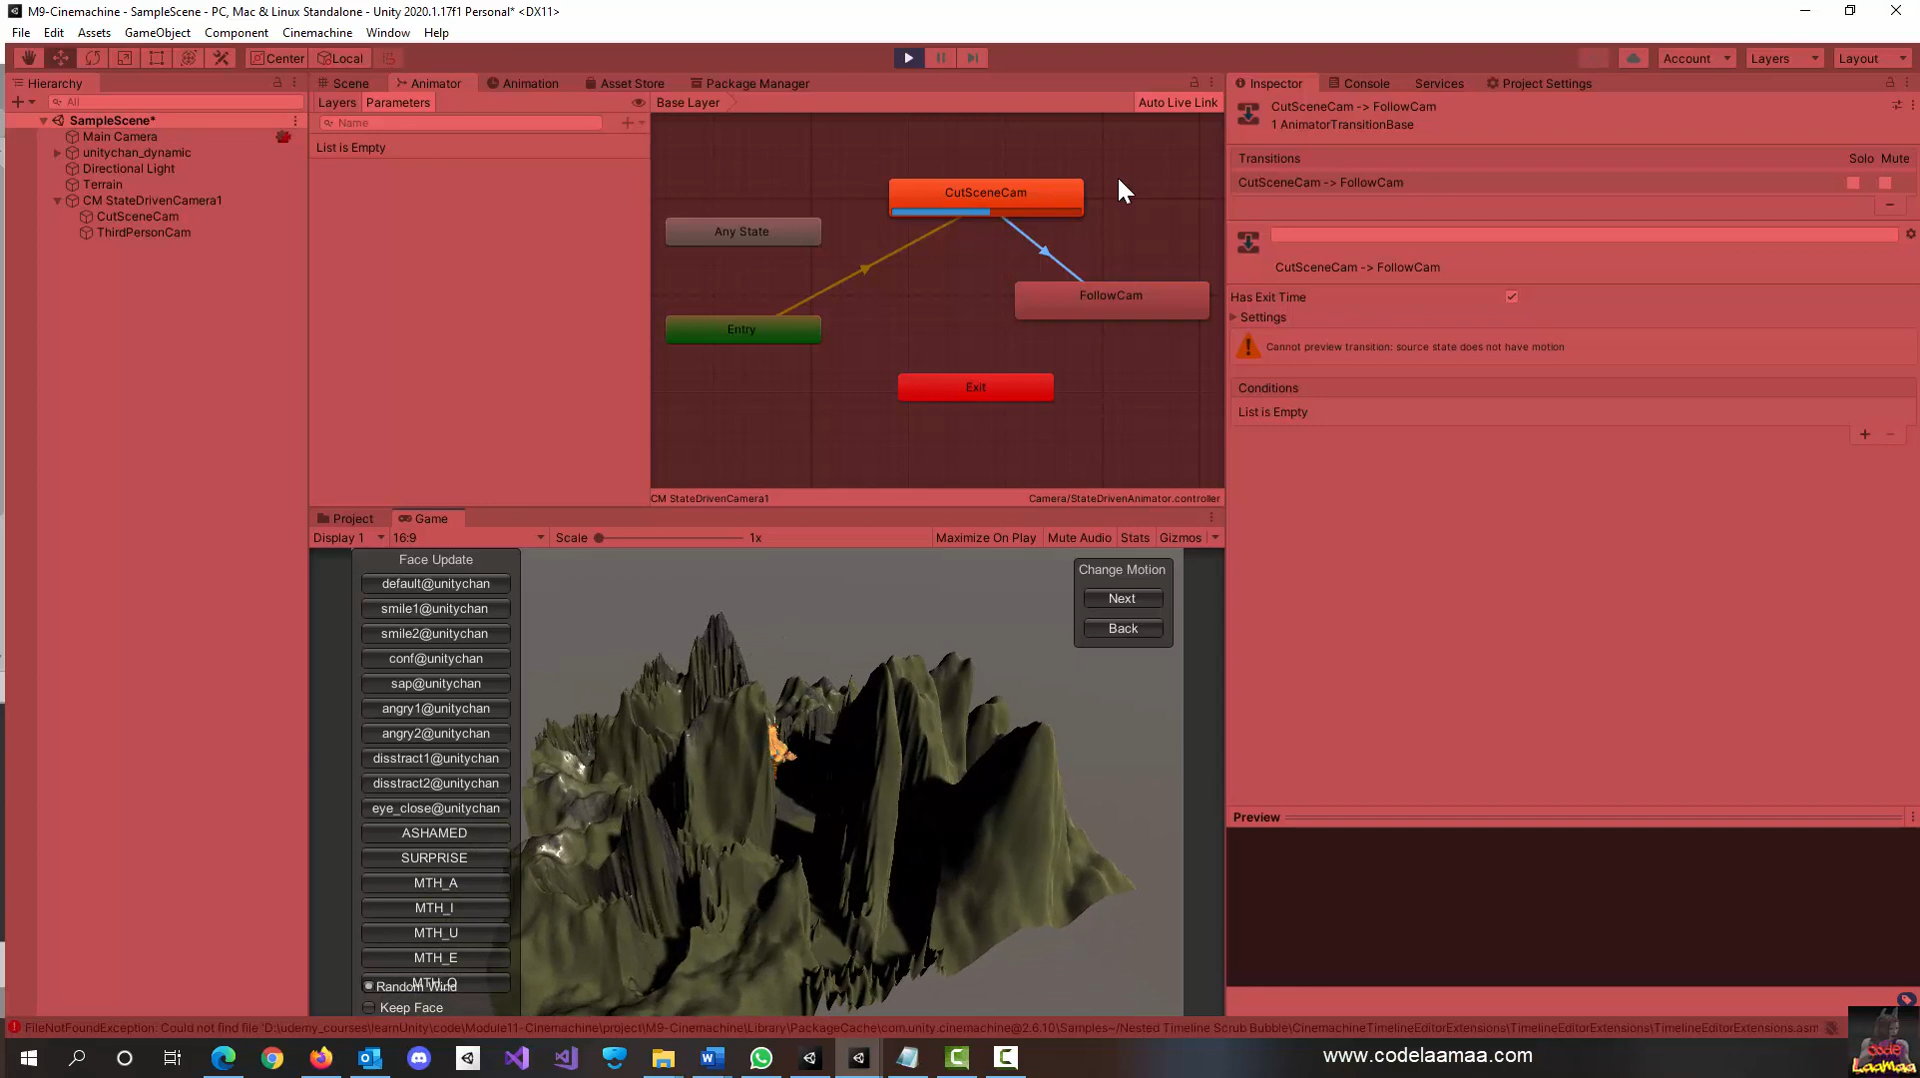 M9-Cinemachine - SampleScene - PC, Mac & Linux Standalone - Unity 2020.1.17f1 Personal* <DX11>
File Edit Assets GameObject Component Cinemachine Window Help
Center Local Account Layers Layout
Hierarchy
All
SampleScene*
Main Camera
unitychan_dynamic
Directional Light
Terrain
CM StateDrivenCamera1
CutSceneCam
ThirdPersonCam
Scene Animator Animation Asset Store Package Manager
Layers Parameters Base Layer Auto Live Link
Name
List is Empty
CutSceneCam
Any State
FollowCam
Entry
Exit
CM StateDrivenCamera1 Camera/StateDrivenAnimator.controller
Project Game
Display 1 16:9 Scale 1x Maximize On Play Mute Audio Stats Gizmos
Face Update
default@unitychan
smile1@unitychan
smile2@unitychan
conf@unitychan
sap@unitychan
angry1@unitychan
angry2@unitychan
disstract1@unitychan
disstract2@unitychan
eye_close@unitychan
ASHAMED
SURPRISE
MTH_A
MTH_I
MTH_U
MTH_E
MTH_O
Random Wind
Keep Face
Change Motion
Next
Back
Inspector Console Services Project Settings
CutSceneCam -> FollowCam
1 AnimatorTransitionBase
Transitions Solo Mute
CutSceneCam -> FollowCam
CutSceneCam -> FollowCam
Has Exit Time
Settings
Cannot preview transition: source state does not have motion
Conditions
List is Empty
Preview
FileNotFoundException: Could not find file 'D:\udemy_courses\learnUnity\code\Module11-Cinemachine\project\M9-Cinemachine\Library\PackageCache\com.unity.cinemachine@2.6.10\Samples~/Nested Timeline Scrub Bubble\CinemachineTimelineEditorExtensions\TimelineEditorExtensions\TimelineEditorExtensions.asm
www.codelaamaa.com
Code
Laamaa